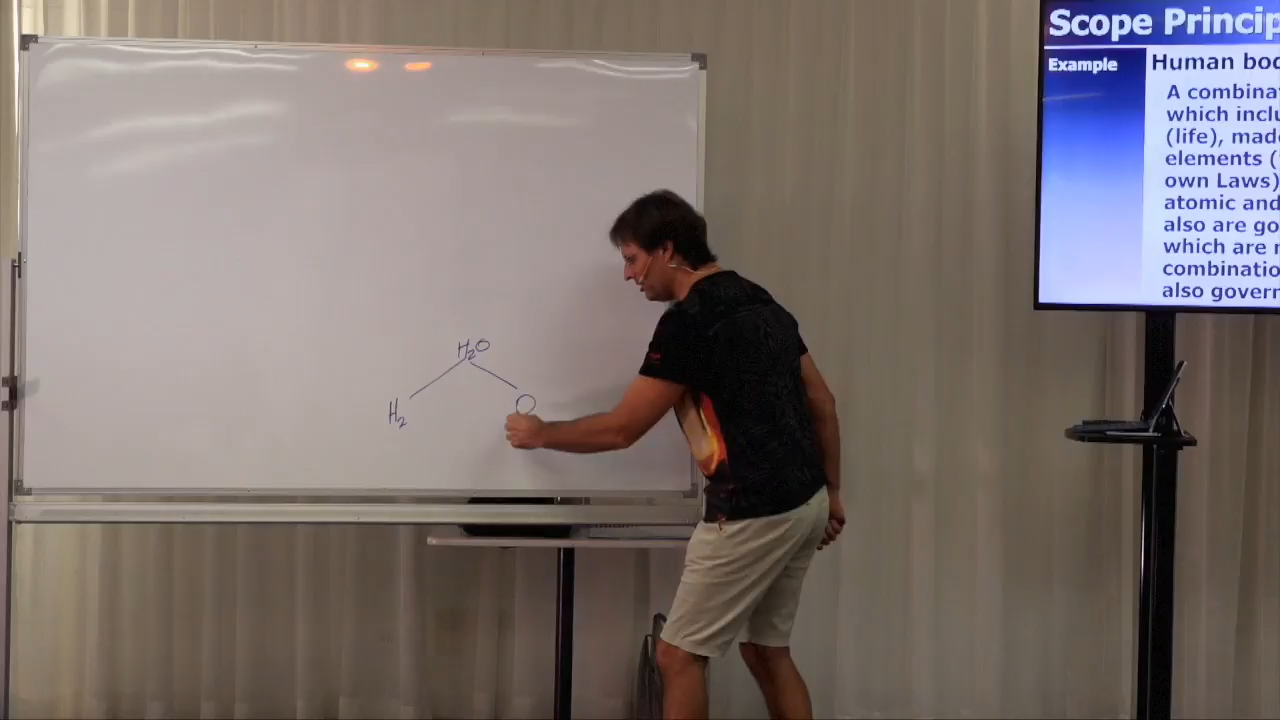 H₂O
H₂
O
Scope Princip
Example
Human bod
A combinat
which inclu
(life), made
elements (
own Laws)
atomic and
also are go
which are
combinatio
also govern